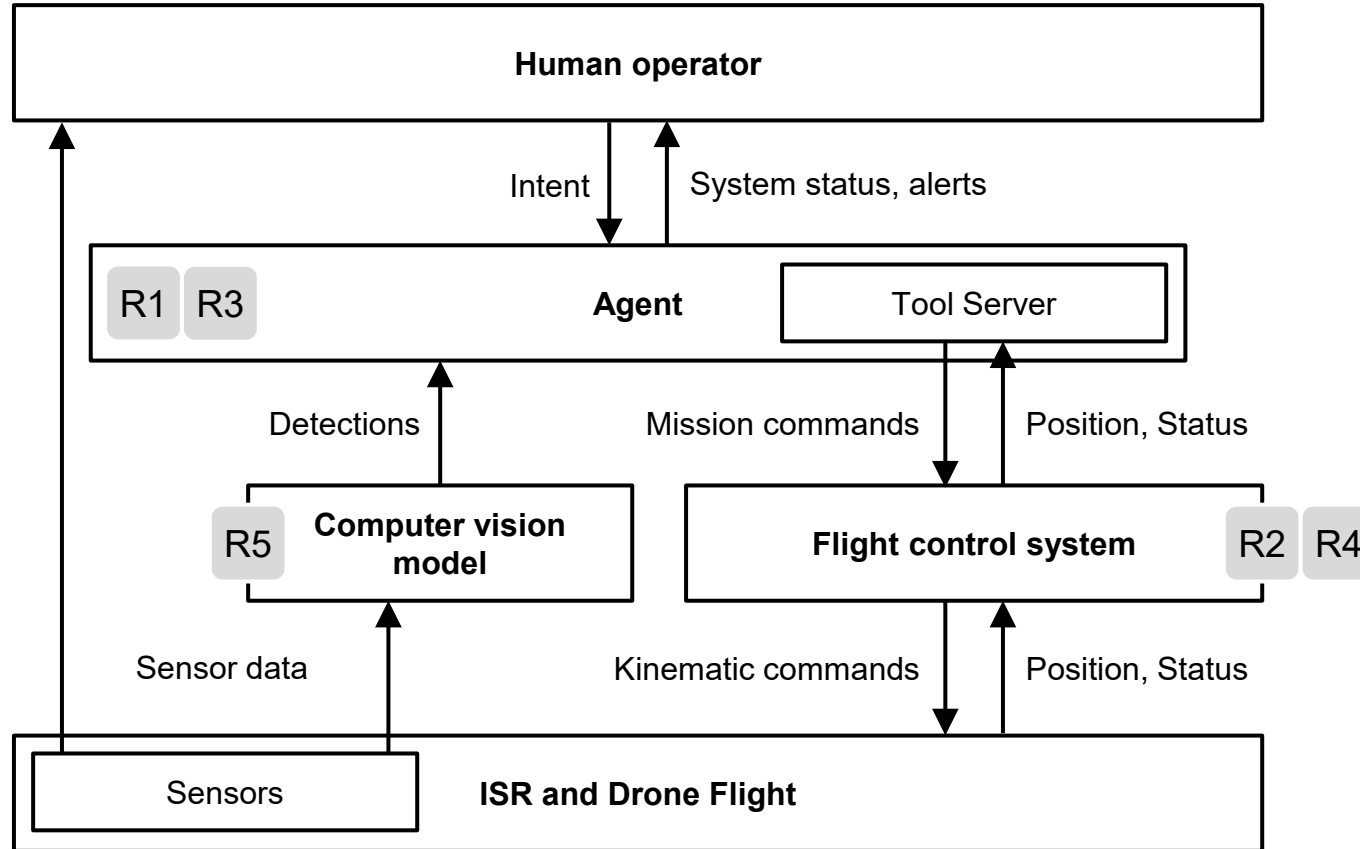 Human operator
Intent
System status, alerts
R1
R3
Agent
Tool Server
Detections
Mission commands
Position, Status
R5
Computer vision
model
Flight control system
R2
R4
Sensor data
Kinematic commands
Position, Status
Sensors
ISR and Drone Flight